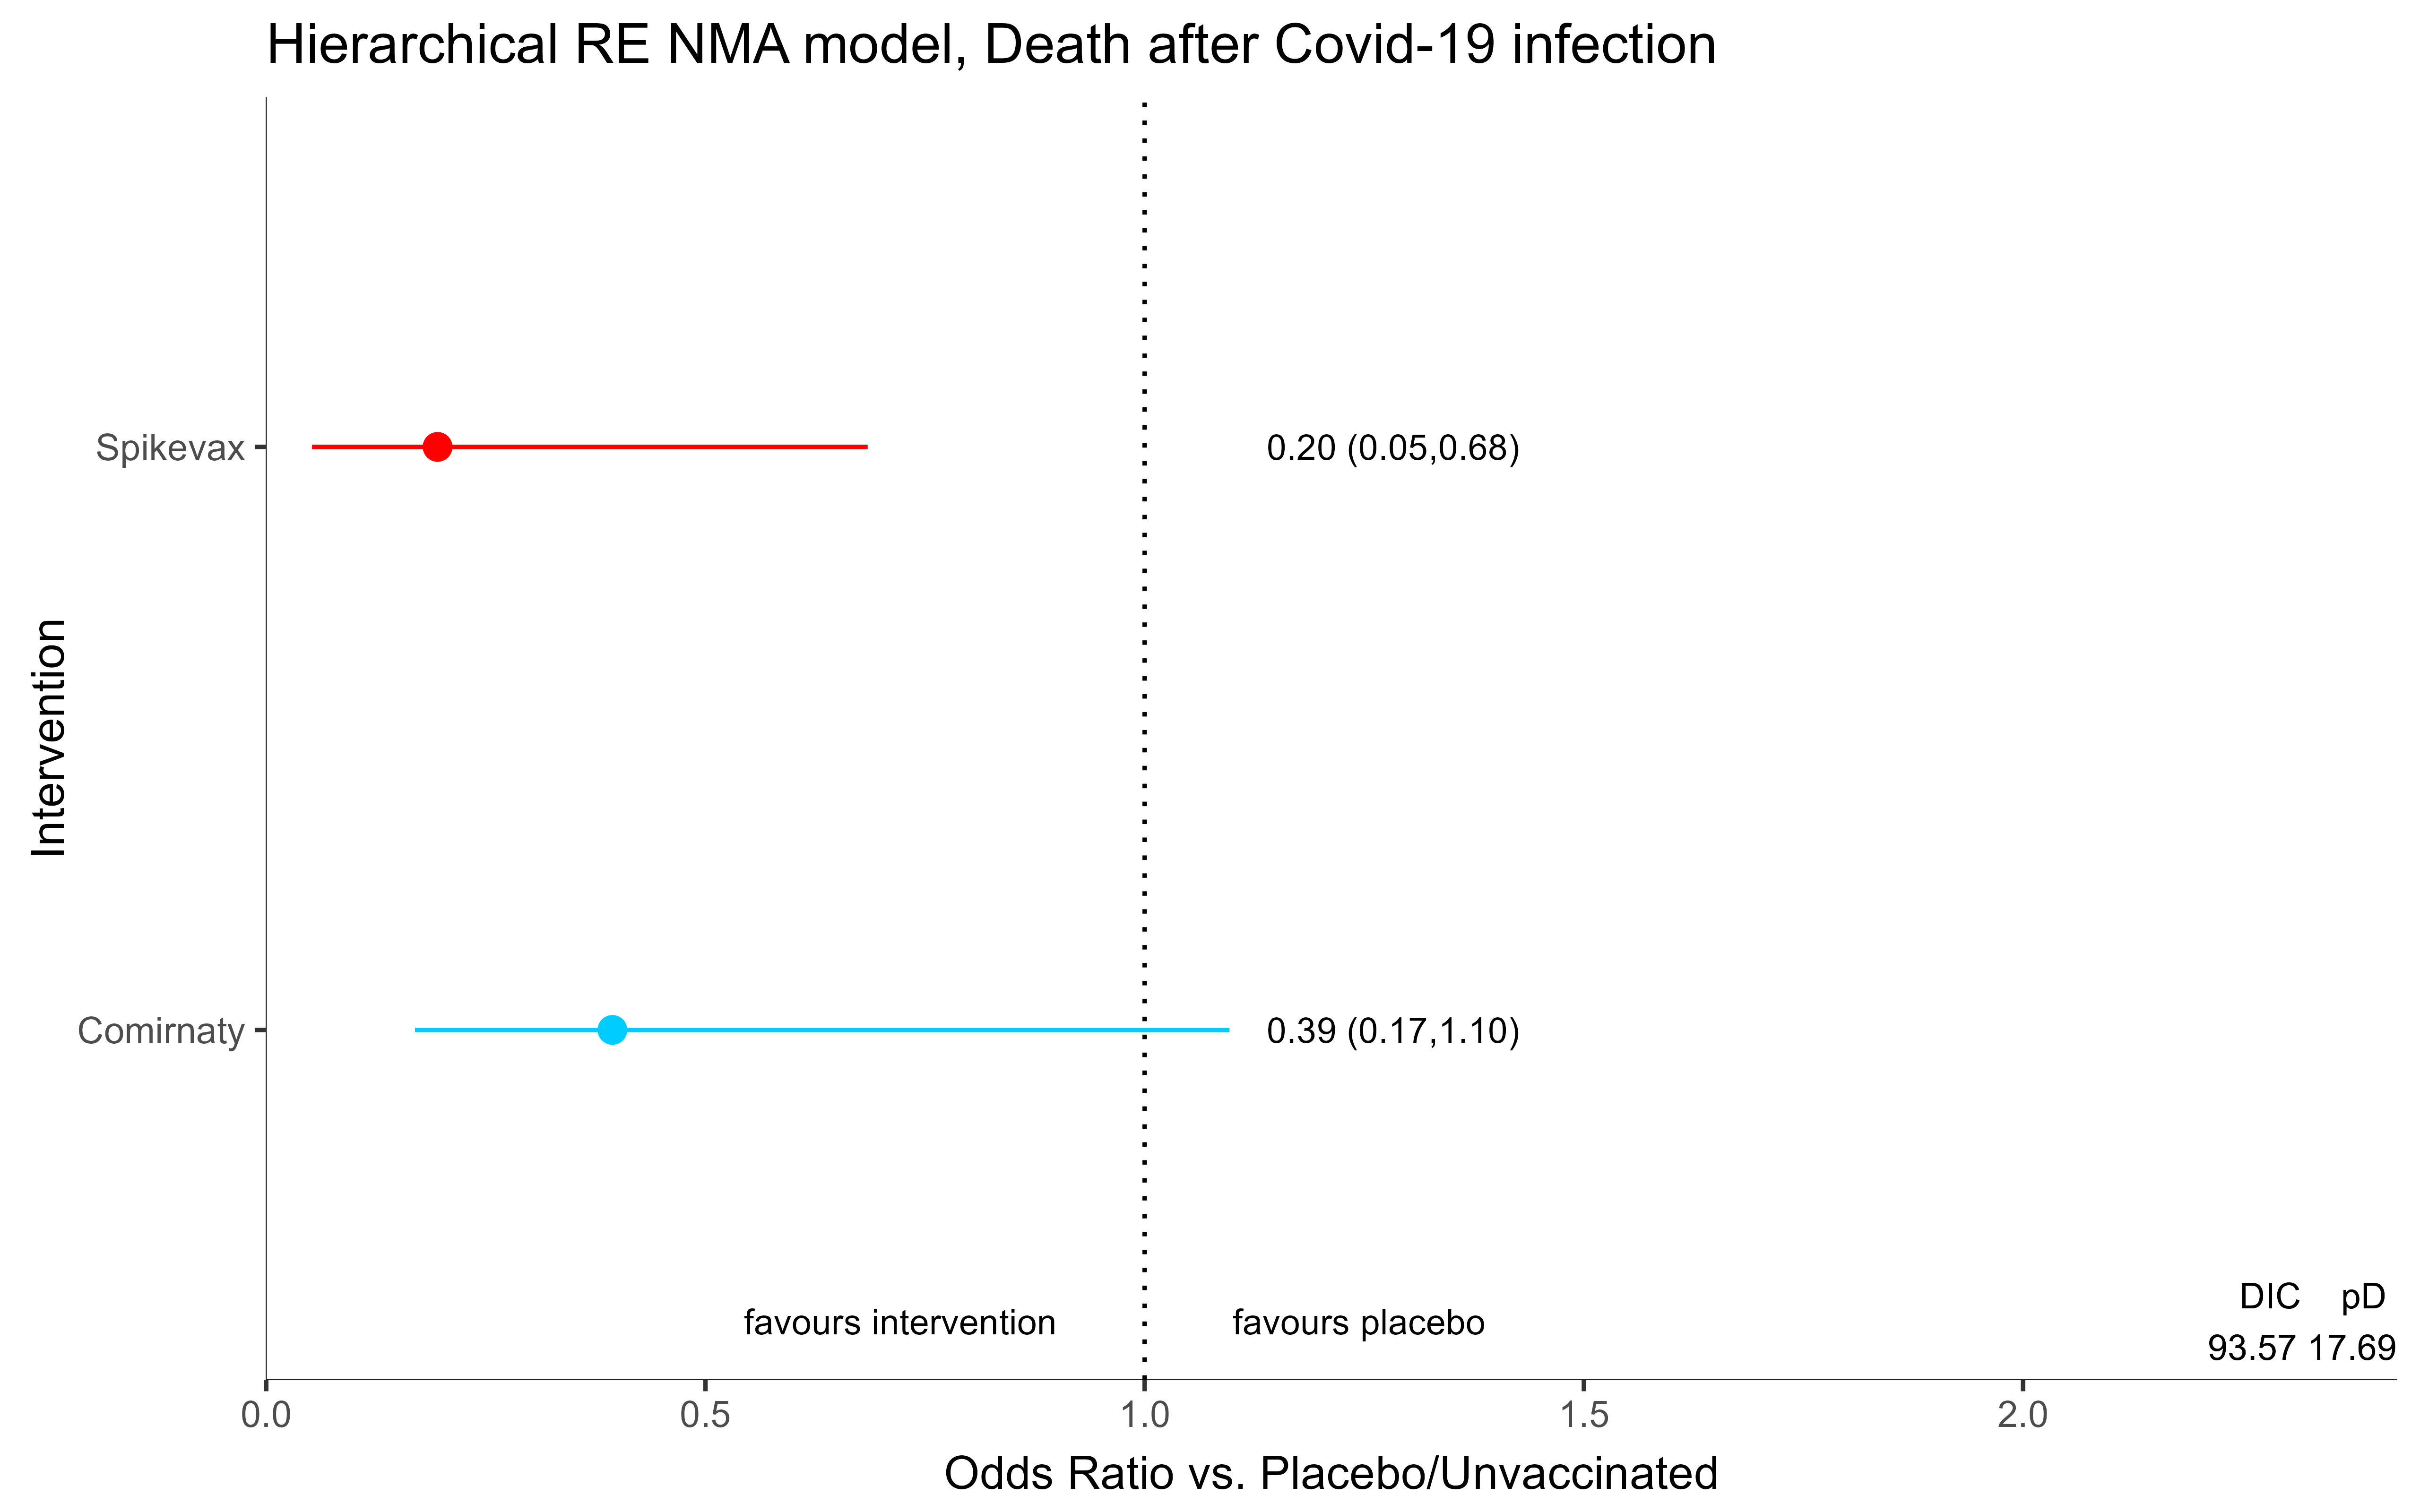 Hierarchical RE NMA model, Death after Covid-19 infection
Intervention
Spikevax
0.20 (0.05,0.68)
Comirnaty
0.39 (0.17,1.10)
favours intervention
favours placebo
DIC pD
93.57 17.69
0.0 0.5 1.0 1.5 2.0
Odds Ratio vs. Placebo/Unvaccinated